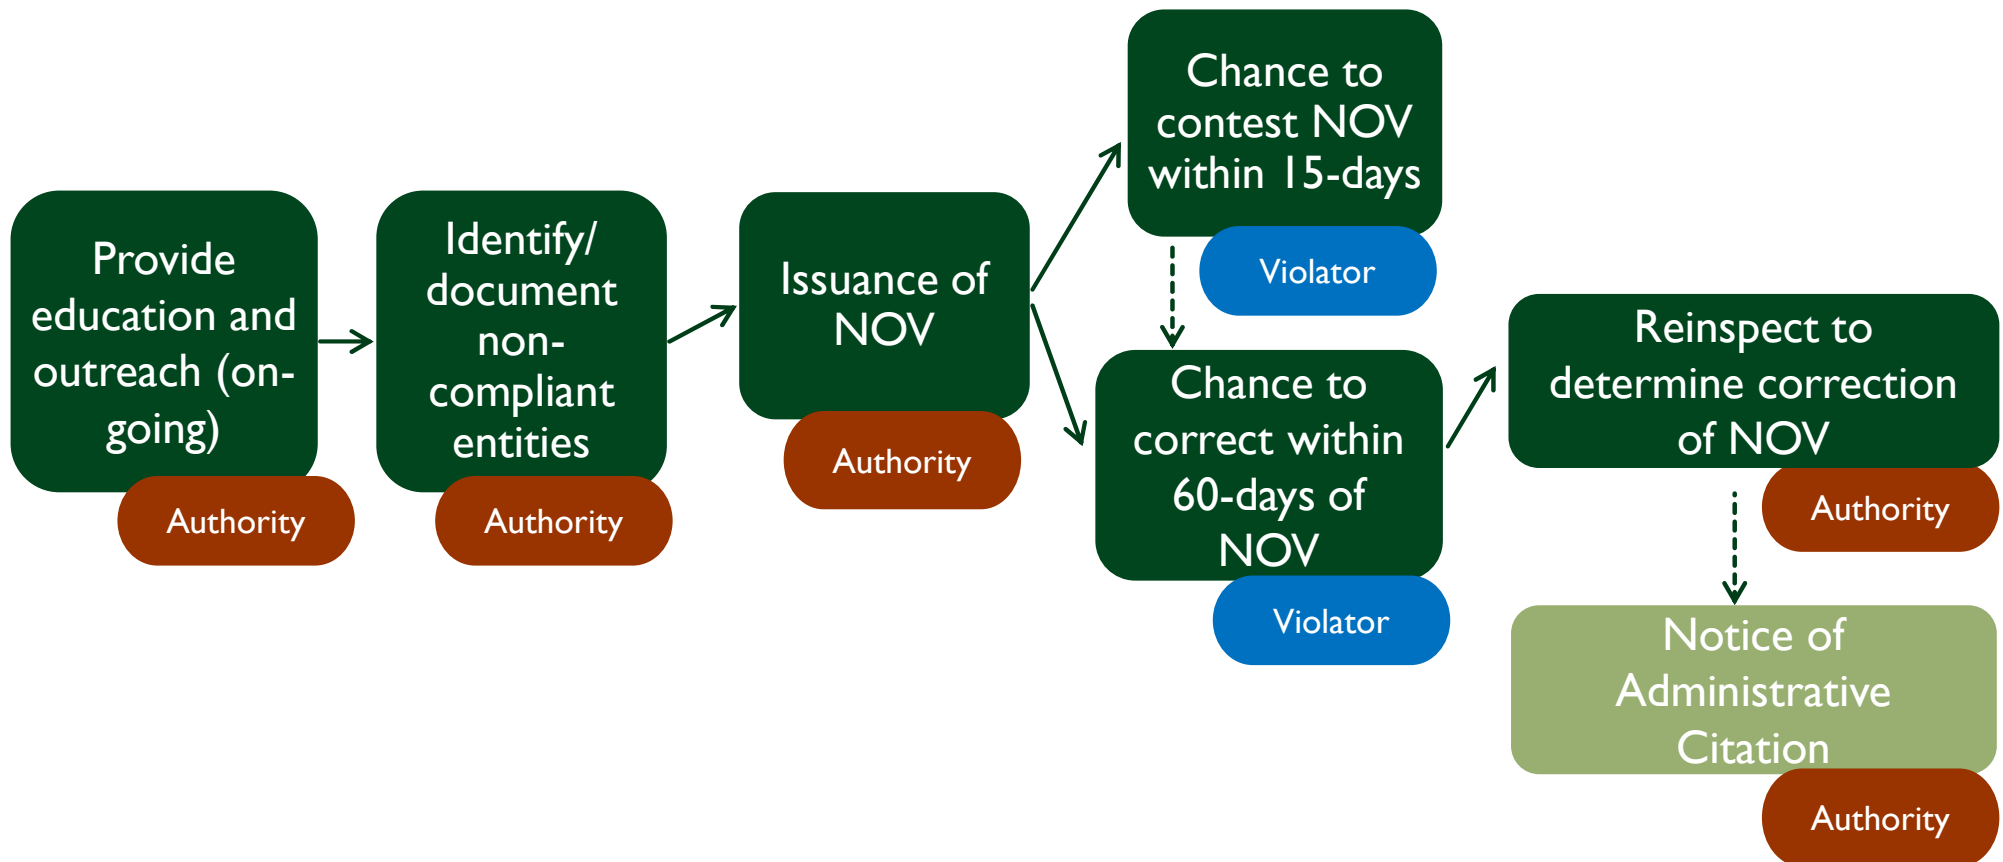 Provide
education and
outreach (on-
going)
Authority
Identify/
document
non-
compliant
entities
Authority
Issuance of
NOV
Authority
Chance to
contest NOV
within 15-days
Violator
Chance to
correct within
60-days of
NOV
Violator
Reinspect to
determine correction
of NOV
Authority
Notice of
Administrative
Citation
Authority